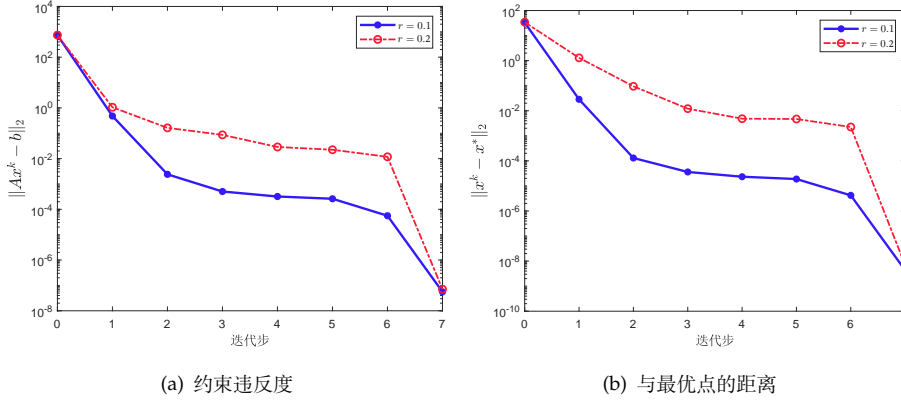 10^4
10^2
10^0
10^-2
10^-4
10^-6
10^-8
||Ax^k − b||_2
r = 0.1
r = 0.2
0 1 2 3 4 5 6 7
迭代步
(a) 约束违反度
10^2
10^0
10^-2
10^-4
10^-6
10^-8
10^-10
||x^k − x*||_2
r = 0.1
r = 0.2
0 1 2 3 4 5 6
迭代步
(b) 与最优点的距离